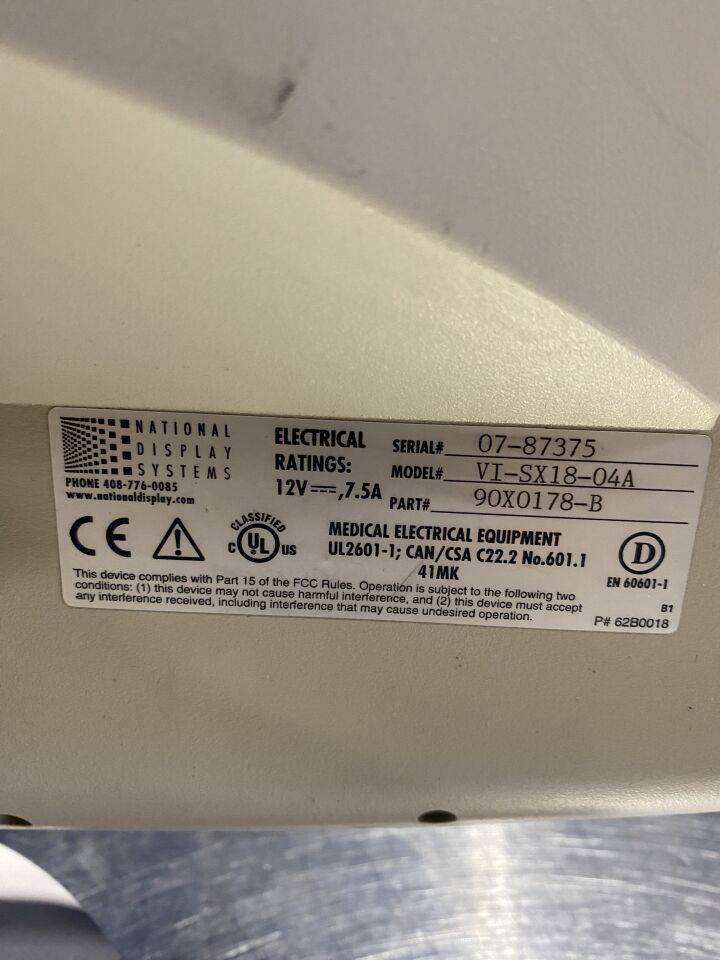 NATIONAL
DISPLAY
SYSTEMS
PHONE 408-776-0085
www.nationaldisplay.com
ELECTRICAL
RATINGS:
12V⎓,7.5A
SERIAL# 07-87375
MODEL# VI-SX18-04A
PART# 90X0178-B
CE
CLASSIFIED
C UL US
MEDICAL ELECTRICAL EQUIPMENT
UL2601-1; CAN/CSA C22.2 No.601.1
41MK
D
EN 60601-1
This device complies with Part 15 of the FCC Rules. Operation is subject to the following two
conditions: (1) this device may not cause harmful interference, and (2) this device must accept
any interference received, including interference that may cause undesired operation.
B1
P# 62B0018